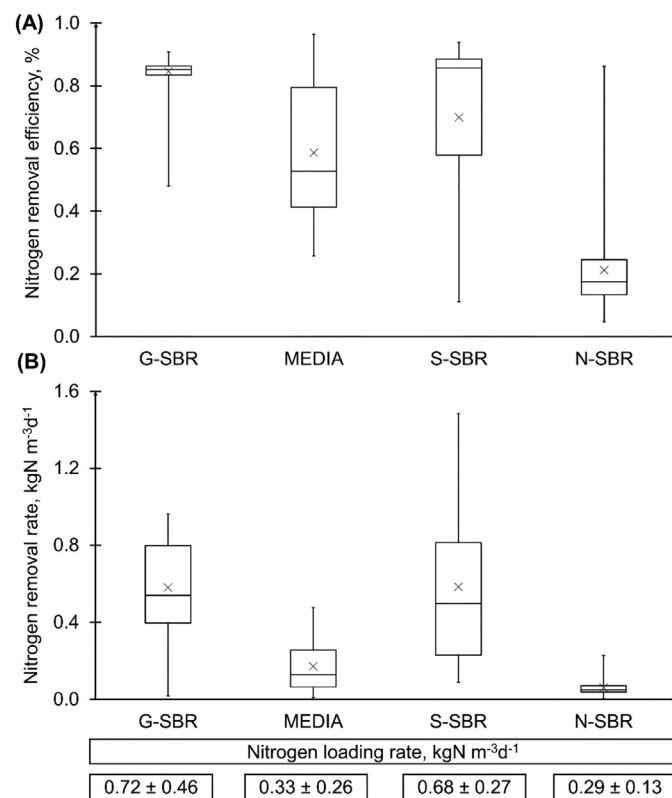 (A)
Nitrogen removal efficiency, %
1.0
0.8
0.6
0.4
0.2
0.0
G-SBR MEDIA S-SBR N-SBR
(B)
Nitrogen removal rate, kgN m⁻³d⁻¹
1.6
1.2
0.8
0.4
0.0
G-SBR MEDIA S-SBR N-SBR
Nitrogen loading rate, kgN m⁻³d⁻¹
0.72 ± 0.46 0.33 ± 0.26 0.68 ± 0.27 0.29 ± 0.13